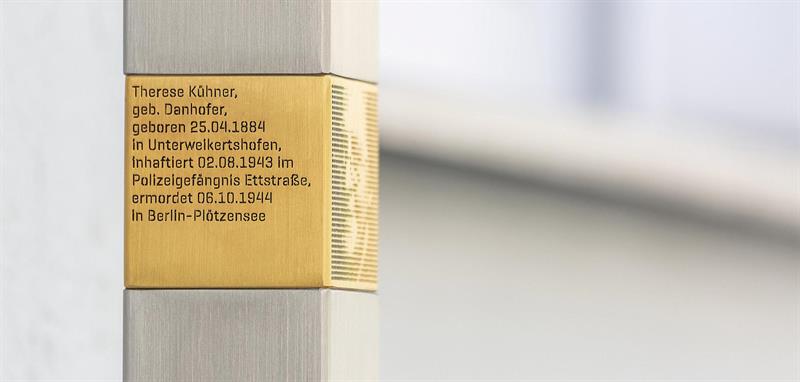 Therese Kühner,
geb. Danhofer,
geboren 25.04.1884
in Unterweikertshofen,
inhaftiert 02.08.1943 im
Polizeigefängnis Ettstraße,
ermordet 06.10.1944
in Berlin-Plötzensee